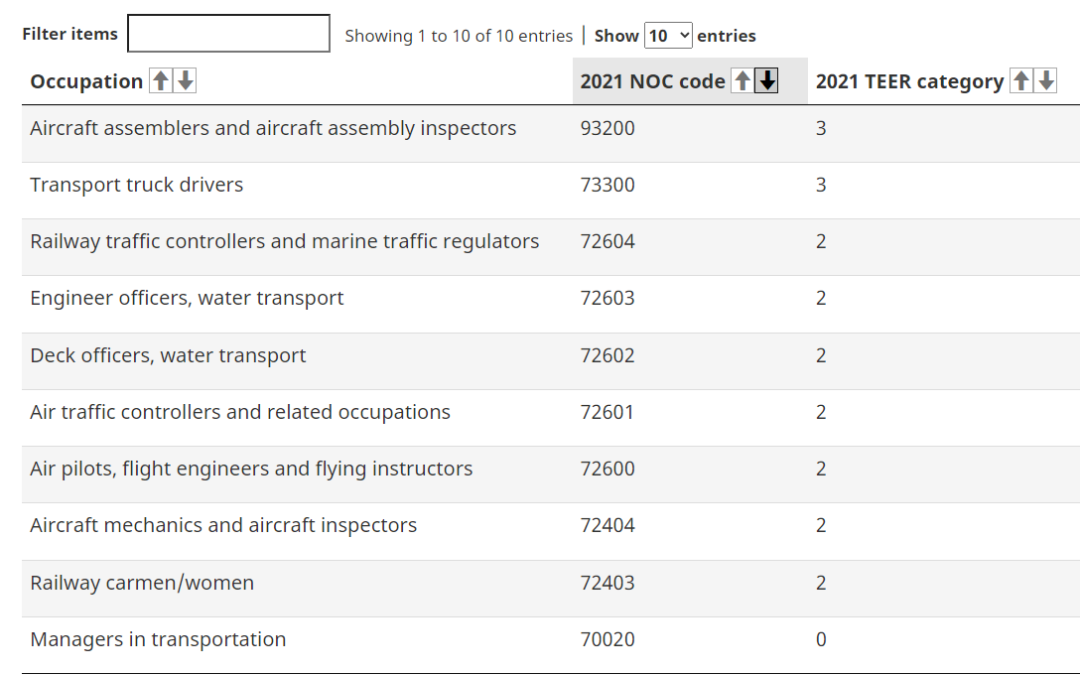 Filter items Showing 1 to 10 of 10 entries | Show 10 entries
Occupation 2021 NOC code 2021 TEER category
Aircraft assemblers and aircraft assembly inspectors 93200 3
Transport truck drivers 73300 3
Railway traffic controllers and marine traffic regulators 72604 2
Engineer officers, water transport 72603 2
Deck officers, water transport 72602 2
Air traffic controllers and related occupations 72601 2
Air pilots, flight engineers and flying instructors 72600 2
Aircraft mechanics and aircraft inspectors 72404 2
Railway carmen/women 72403 2
Managers in transportation 70020 0